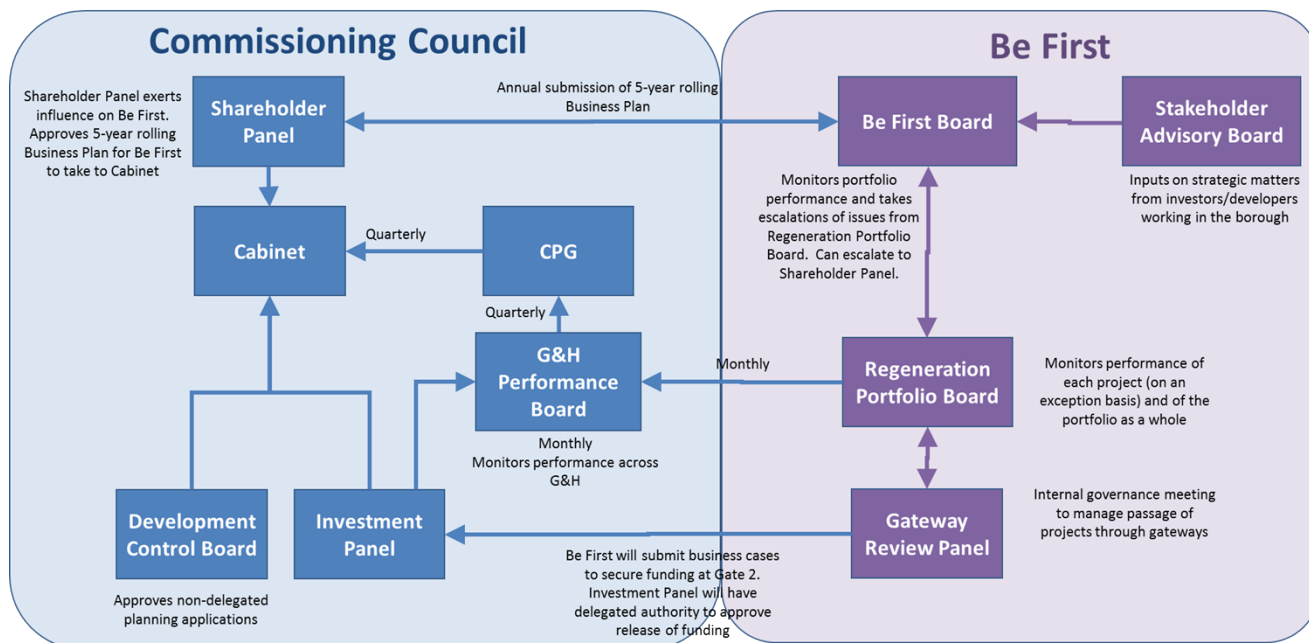 Commissioning Council
Be First
Shareholder Panel exerts
influence on Be First.
Approves 5-year rolling
Business Plan for Be First
to take to Cabinet
Shareholder
Panel
Annual submission of 5-year rolling
Business Plan
Be First Board
Stakeholder
Advisory Board
Monitors portfolio
performance and takes
escalations of issues from
Regeneration Portfolio
Board. Can escalate to
Shareholder Panel.
Inputs on strategic matters
from investors/developers
working in the borough
Cabinet
Quarterly
CPG
Quarterly
G&H
Performance
Board
Monthly
Regeneration
Portfolio Board
Monitors performance of
each project (on an
exception basis) and of the
portfolio as a whole
Monthly
Monitors performance across
G&H
Development
Control Board
Investment
Panel
Gateway
Review Panel
Internal governance meeting
to manage passage of
projects through gateways
Approves non-delegated
planning applications
Be First will submit business cases
to secure funding at Gate 2.
Investment Panel will have
delegated authority to approve
release of funding